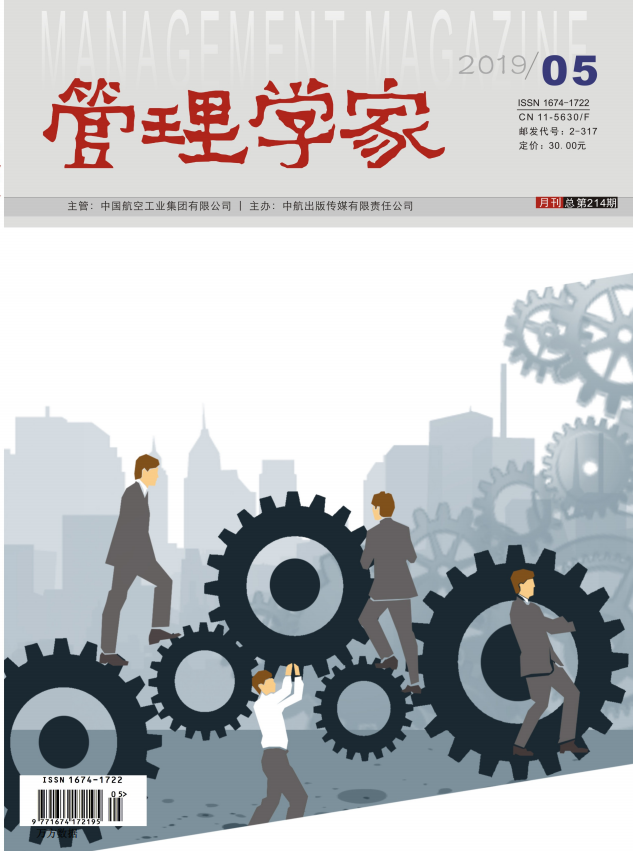 MANAGEMENT MAGAZINE
2019/05
管理学家
ISSN 1674-1722
CN 11-5630/F
邮发代号：2-317
定价：30.00元
主管：中国航空工业集团有限公司 | 主办：中航出版传媒有限责任公司
月刊 总第214期
ISSN 1674-1722
05>
9 771674 172195
万方数据